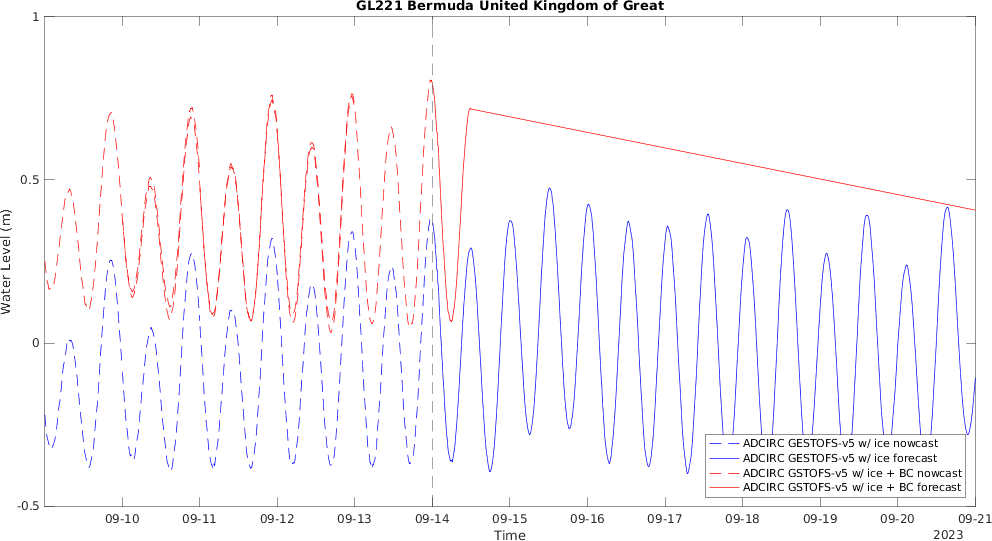 GL221 Bermuda United Kingdom of Great
1
0.5
0
-0.5
Water Level (m)
ADCIRC GESTOFS-v5 w/ ice nowcast
ADCIRC GESTOFS-v5 w/ ice forecast
ADCIRC GSTOFS-v5 w/ ice + BC nowcast
ADCIRC GSTOFS-v5 w/ ice + BC forecast
09-10 09-11 09-12 09-13 09-14 09-15 09-16 09-17 09-18 09-19 09-20 09-21
Time
2023